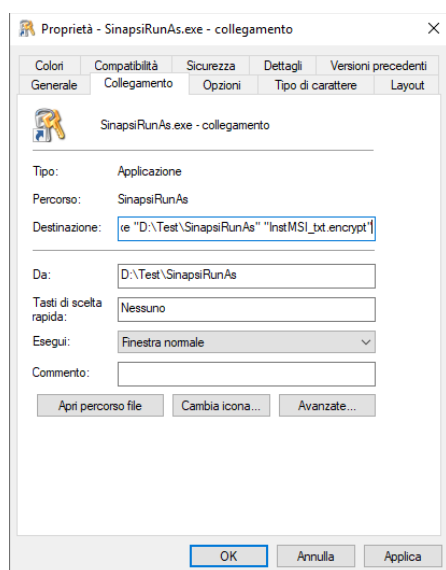 Proprietà - SinapsiRunAs.exe - collegamento
Colori Compatibilità Sicurezza Dettagli Versioni precedenti
Generale Collegamento Opzioni Tipo di carattere Layout
SinapsiRunAs.exe - collegamento
Tipo: Applicazione
Percorso: SinapsiRunAs
Destinazione: xe "D:\Test\SinapsiRunAs" "InstMSI_txt.encrypt"
Da: D:\Test\SinapsiRunAs
Tasti di scelta
rapida: Nessuno
Esegui: Finestra normale
Commento:
Apri percorso file Cambia icona... Avanzate...
OK Annulla Applica